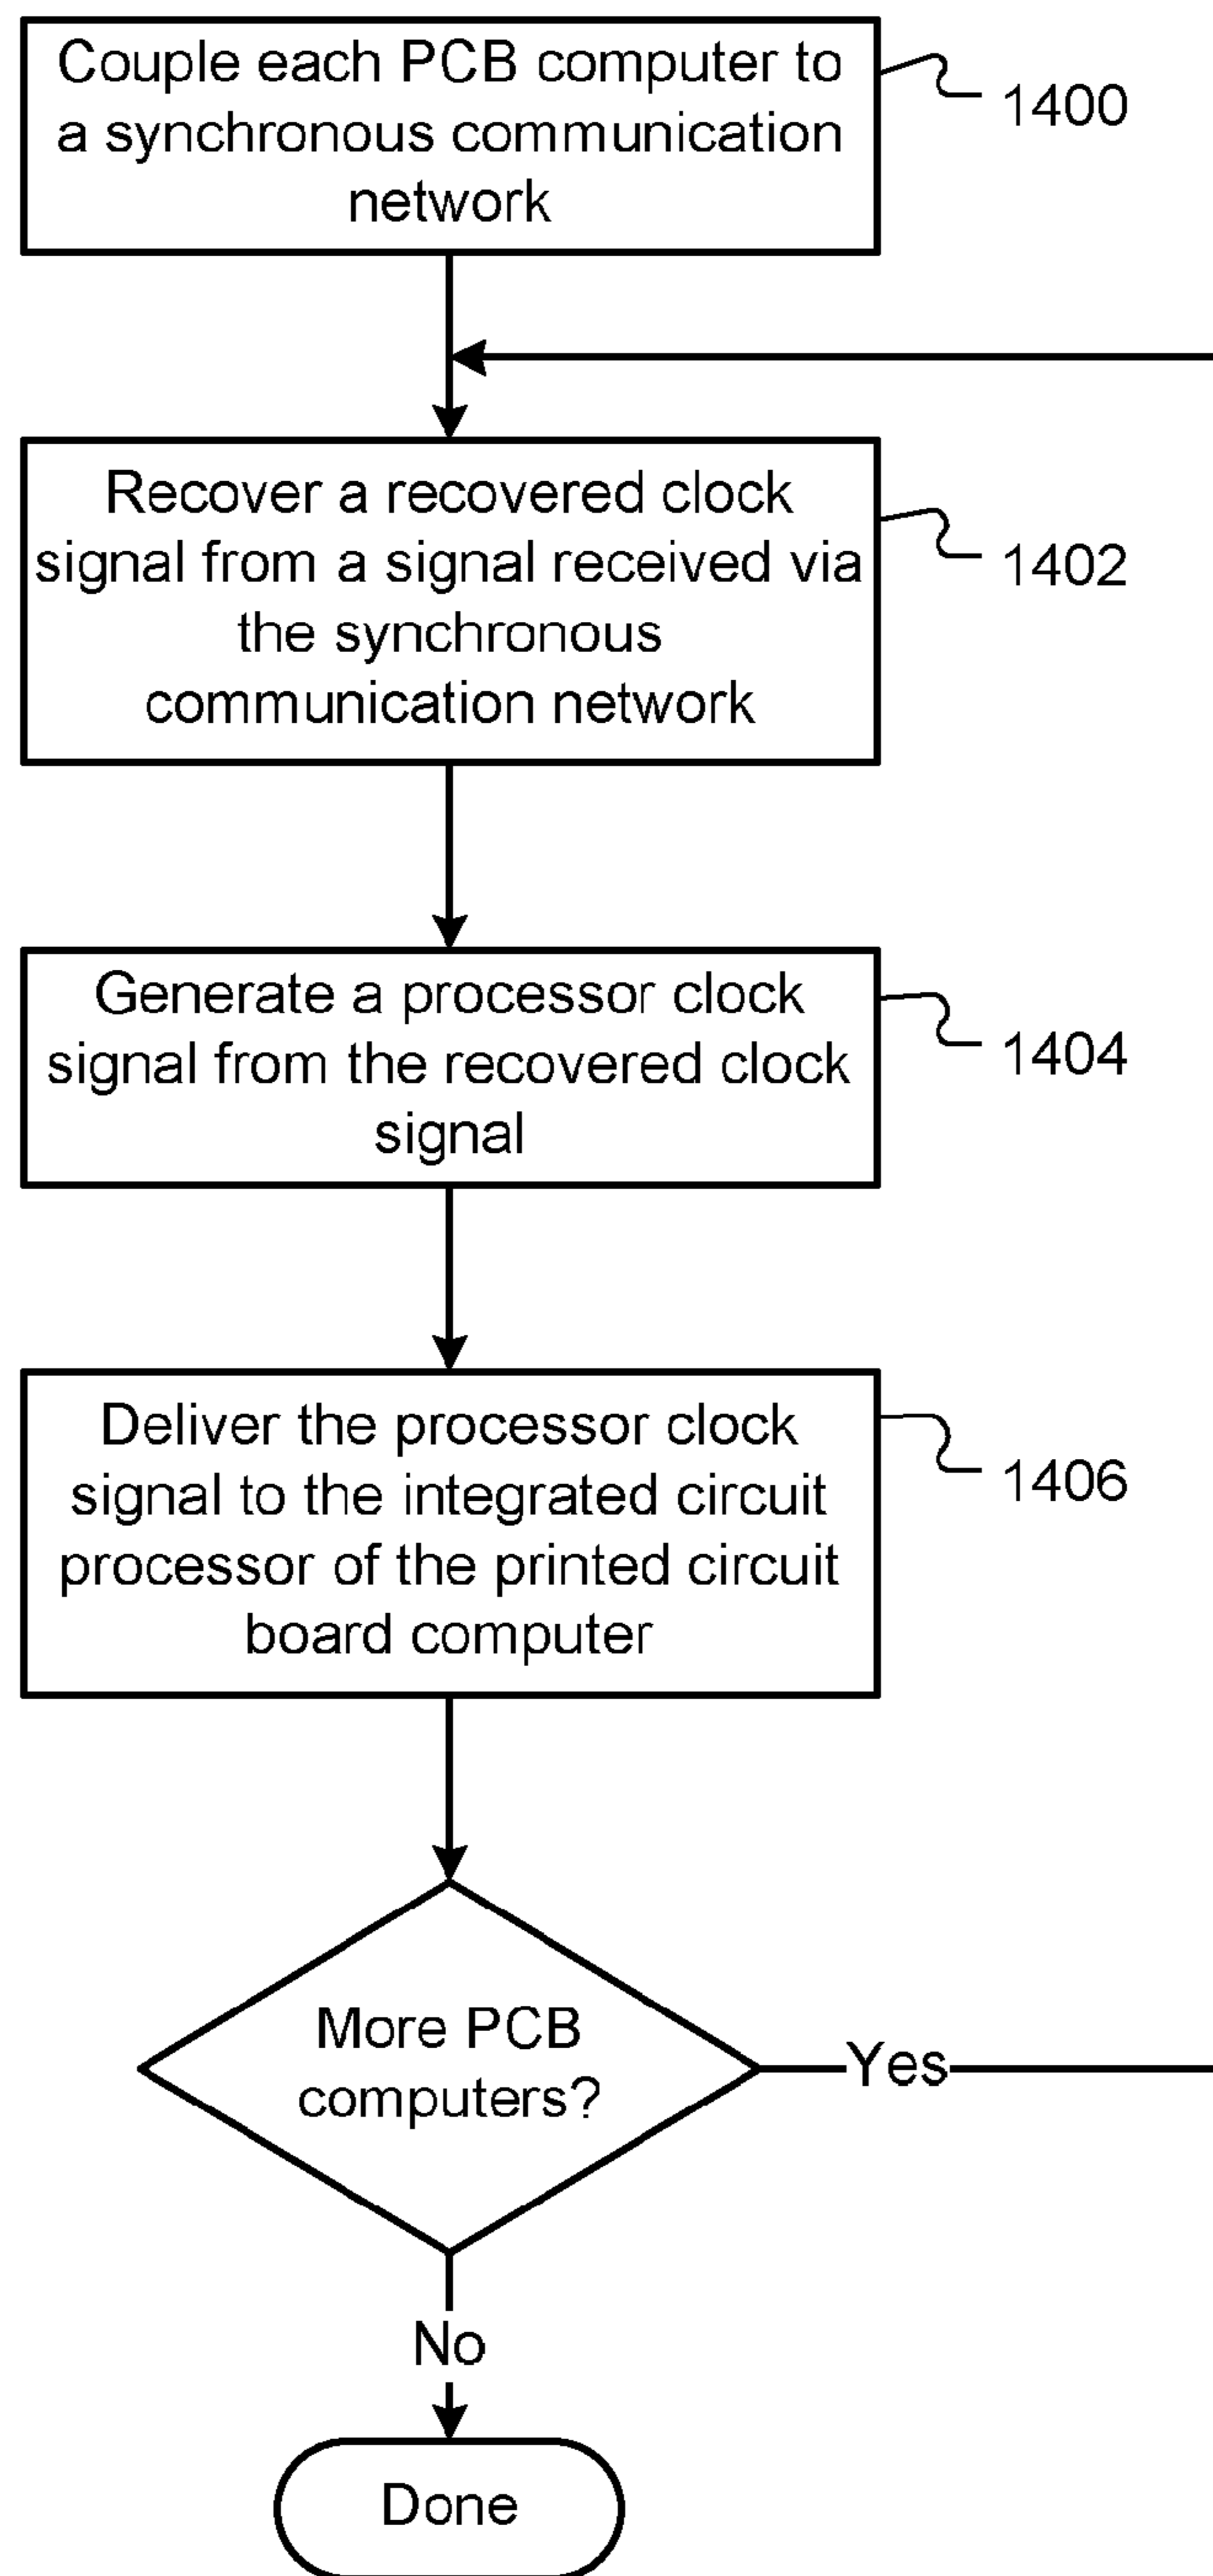 Couple each PCB computer to
a synchronous communication
network
1400
Recover a recovered clock
signal from a signal received via
the synchronous
communication network
1402
Generate a processor clock
signal from the recovered clock
signal
1404
Deliver the processor clock
signal to the integrated circuit
processor of the printed circuit
board computer
1406
More PCB
computers?
Yes
No
Done